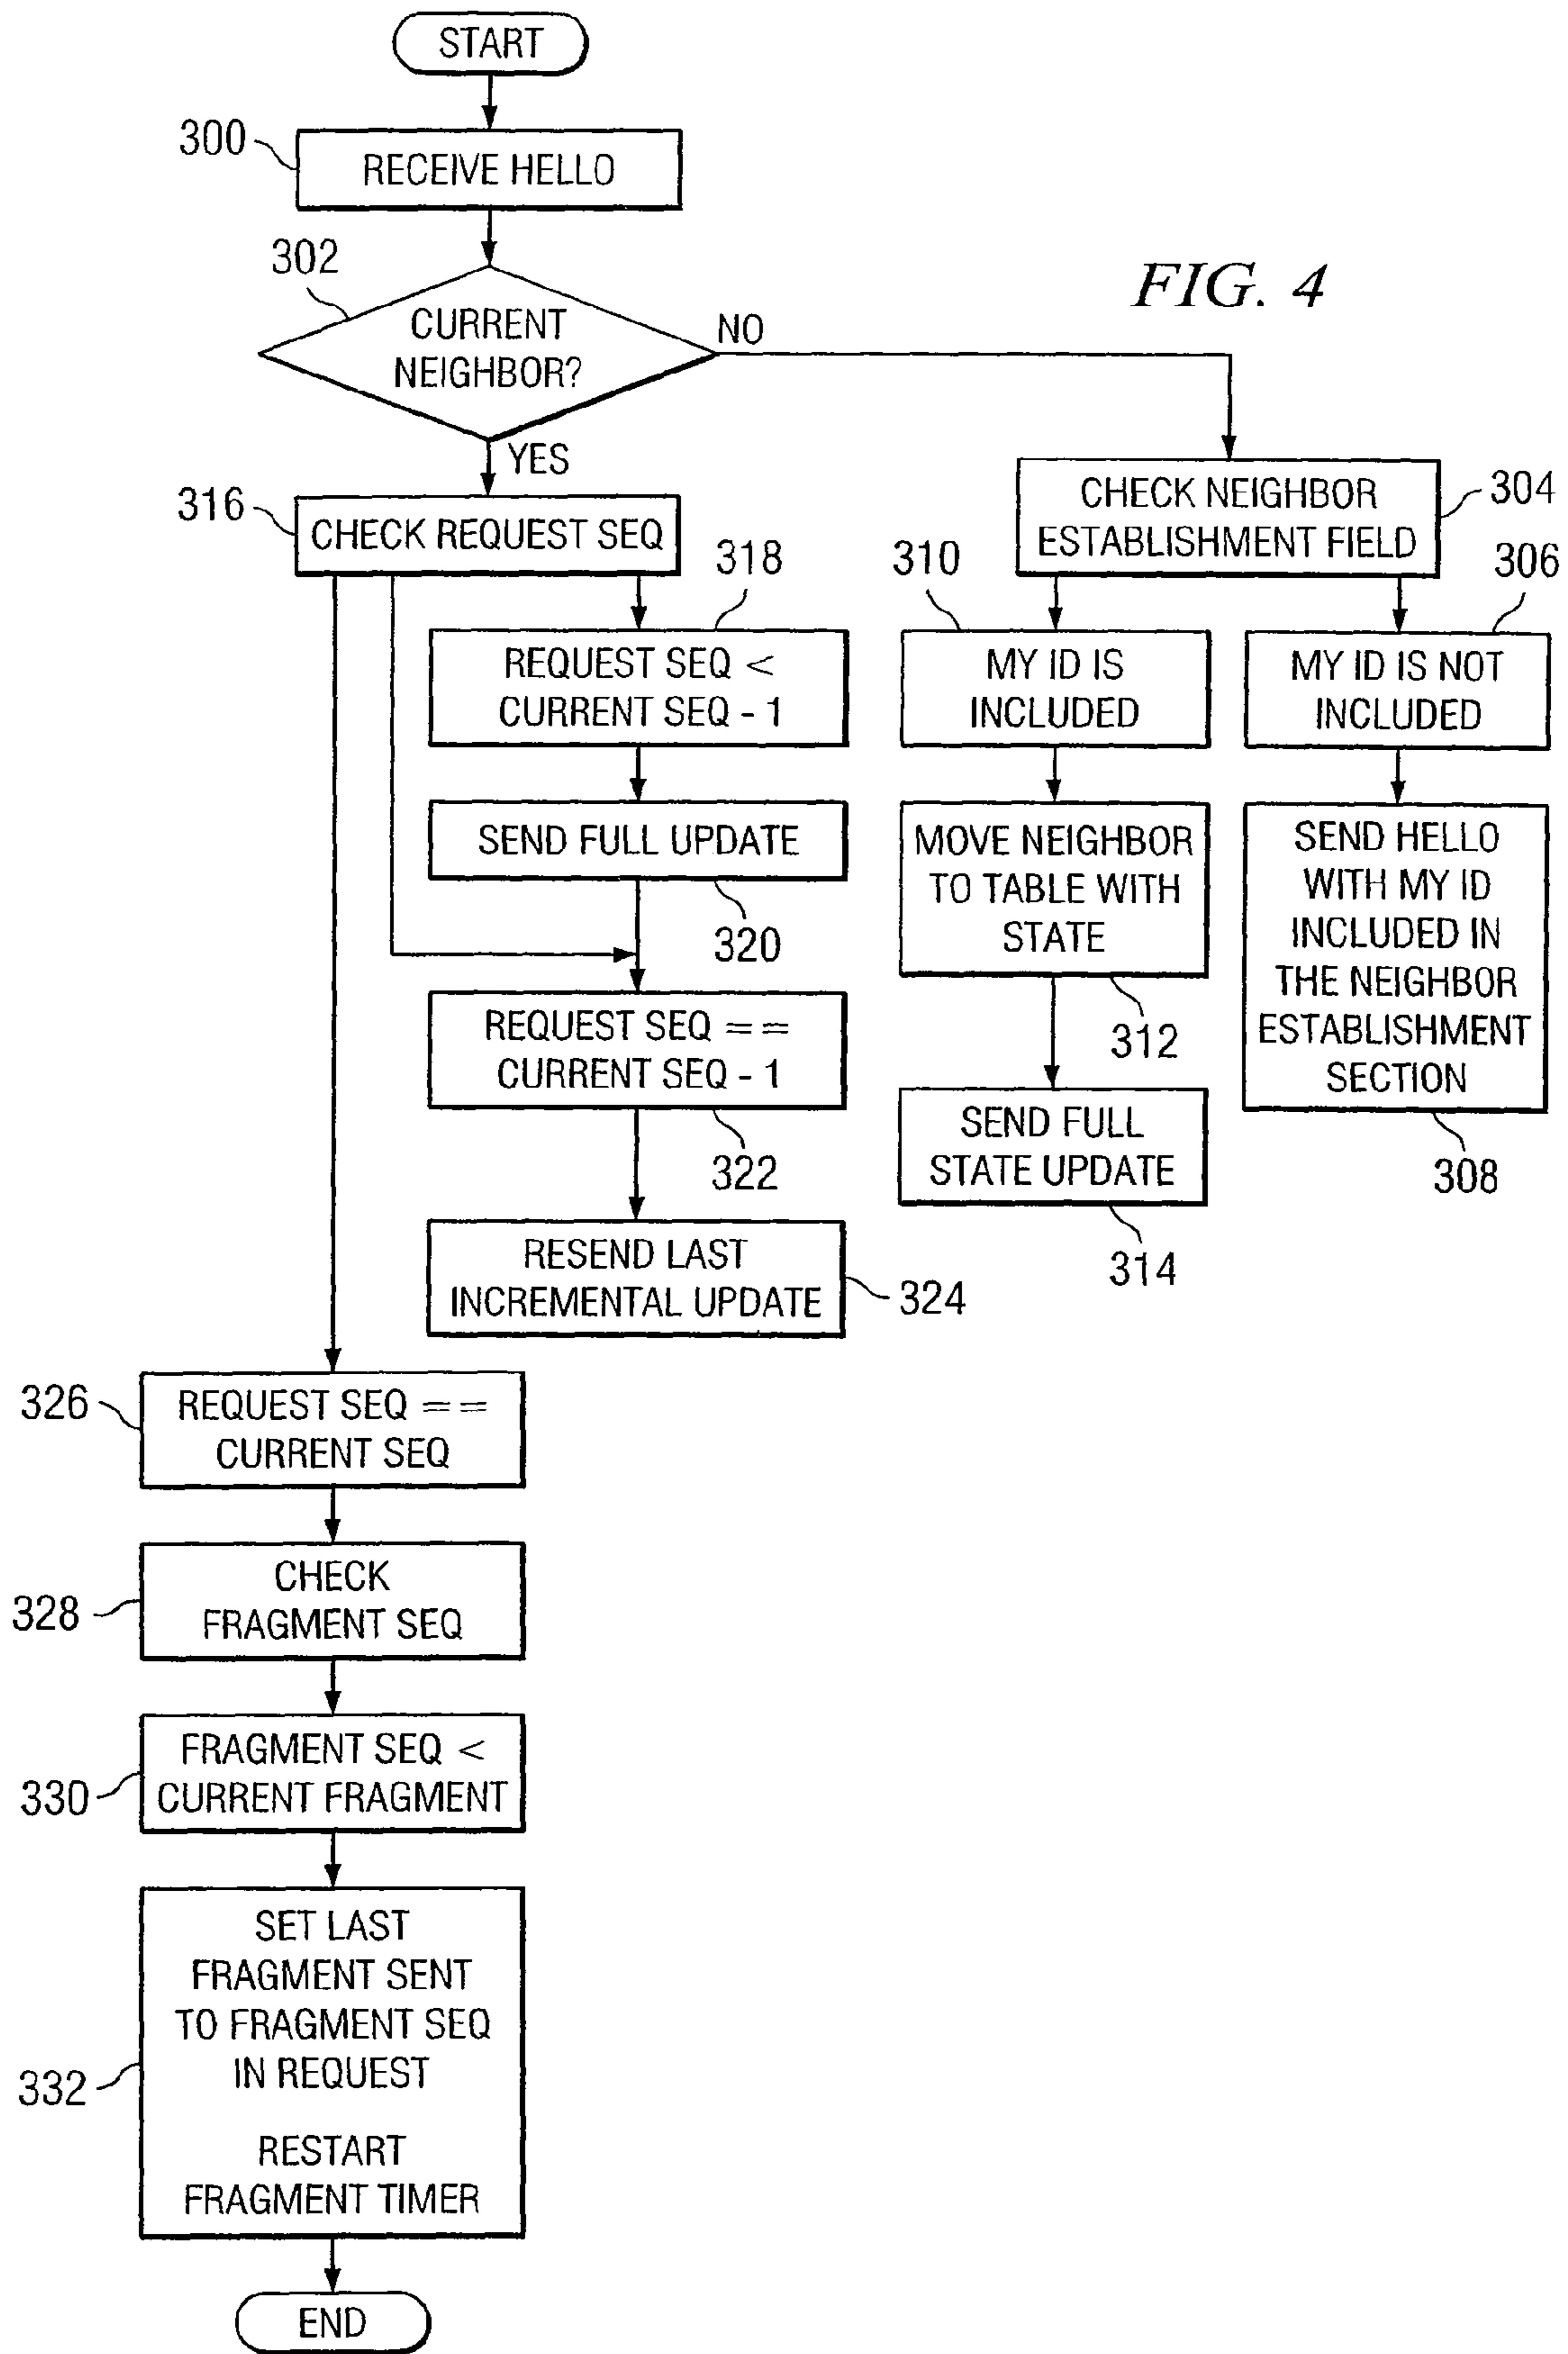 START
300
RECEIVE HELLO
302
CURRENT
NEIGHBOR?
NO
FIG. 4
YES
316
CHECK REQUEST SEQ
CHECK NEIGHBOR
ESTABLISHMENT FIELD
304
318
310
306
REQUEST SEQ <
CURRENT SEQ - 1
MY ID IS
INCLUDED
MY ID IS NOT
INCLUDED
SEND FULL UPDATE
320
MOVE NEIGHBOR
TO TABLE WITH
STATE
312
SEND HELLO
WITH MY ID
INCLUDED IN
THE NEIGHBOR
ESTABLISHMENT
SECTION
308
REQUEST SEQ ==
CURRENT SEQ - 1
322
SEND FULL
STATE UPDATE
314
RESEND LAST
INCREMENTAL UPDATE
324
326
REQUEST SEQ ==
CURRENT SEQ
328
CHECK
FRAGMENT SEQ
330
FRAGMENT SEQ <
CURRENT FRAGMENT
332
SET LAST
FRAGMENT SENT
TO FRAGMENT SEQ
IN REQUEST
RESTART
FRAGMENT TIMER
END